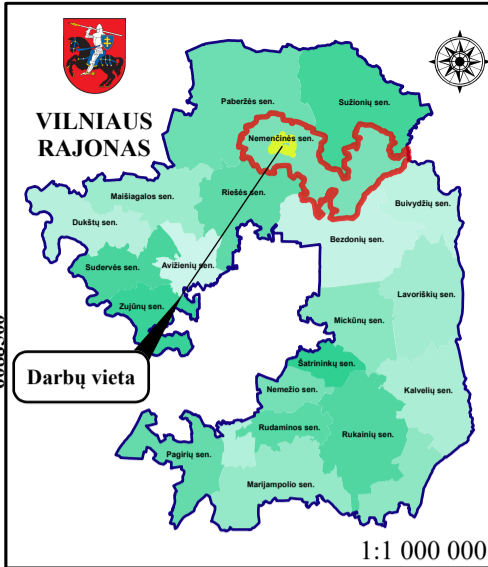 VILNIAUS
RAJONAS
Paberžės sen.
Sužionių sen.
Nemenčinės sen.
Riešės sen.
Maišiagalos sen.
Dukštų sen.
Buivydžių sen.
Bezdonių sen.
Avižienių sen.
Sudervės sen.
Zujūnų sen.
Lavoriškių sen.
Mickūnų sen.
Šatrininkų sen.
Darbų vieta
Nemežio sen.
Kalvelių sen.
Rudaminos sen.
Rukainių sen.
Pagirių sen.
Marijampolio sen.
1:1 000 000